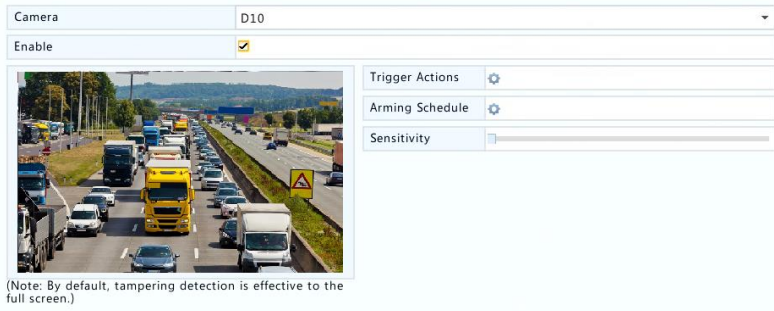 Camera
D10
Enable
Trigger Actions
Arming Schedule
Sensitivity
(Note: By default, tampering detection is effective to the
full screen.)